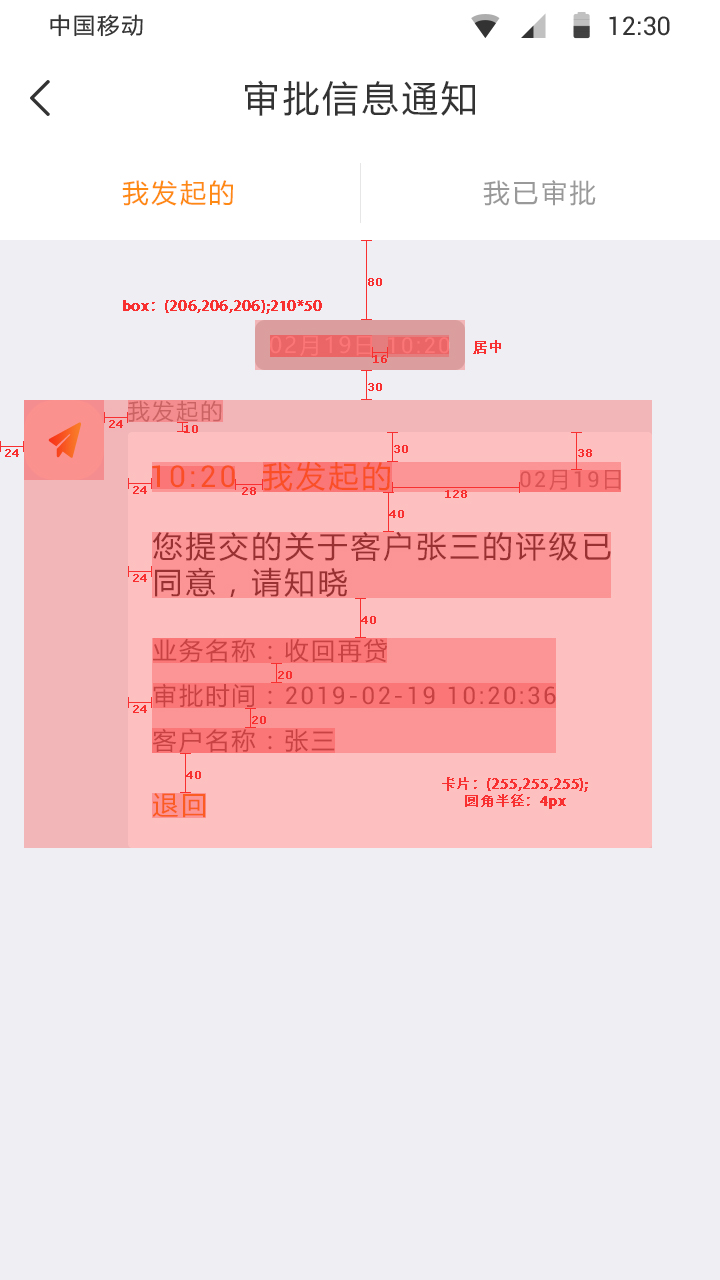 中国移动 12:30
审批信息通知
我发起的 我已审批
80
box：(206,206,206);210*50
02月19日 10:20 居中
16
30
我发起的
24
10
24
30
38
10:20 我发起的 02月19日
24
28
128
40
您提交的关于客户张三的评级已
同意，请知晓
24
40
业务名称：收回再贷
20
审批时间：2019-02-19 10:20:36
24
20
客户名称：张三
40
卡片：(255,255,255);
圆角半径：4px
退回